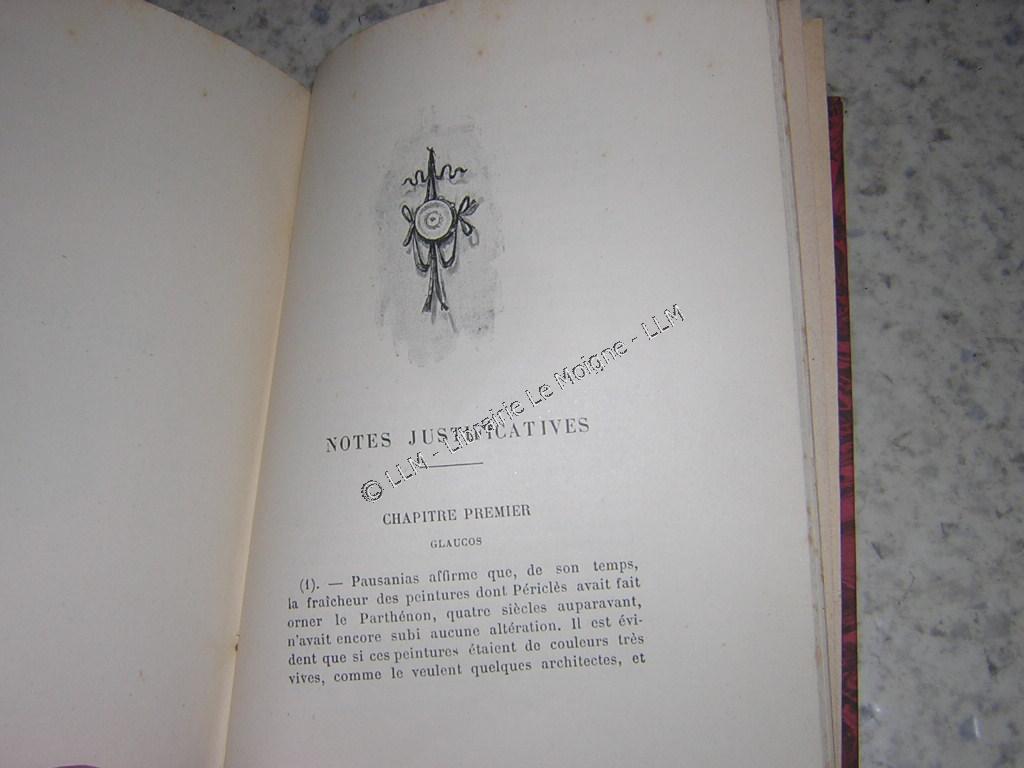 NOTES JUSTIFICATIVES
© LLM - Librairie Le Moigne - LLM
CHAPITRE PREMIER
GLAUCOS
(1). — Pausanias affirme que, de son temps,
la fraîcheur des peintures dont Périclès avait fait
orner le Parthénon, quatre siècles auparavant,
n'avait encore subi aucune altération. Il est évi-
dent que si ces peintures étaient de couleurs très
vives, comme le veulent quelques architectes, et